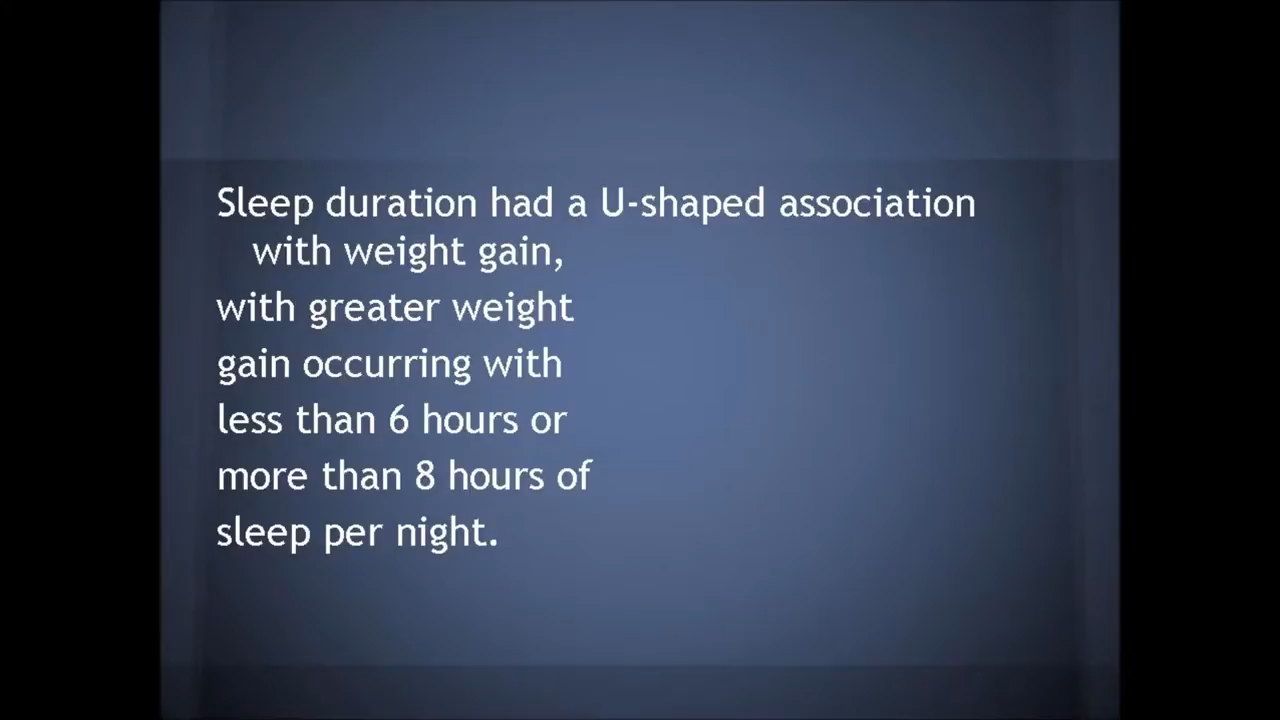 Sleep duration had a U-shaped association
with weight gain,
with greater weight
gain occurring with
less than 6 hours or
more than 8 hours of
sleep per night.